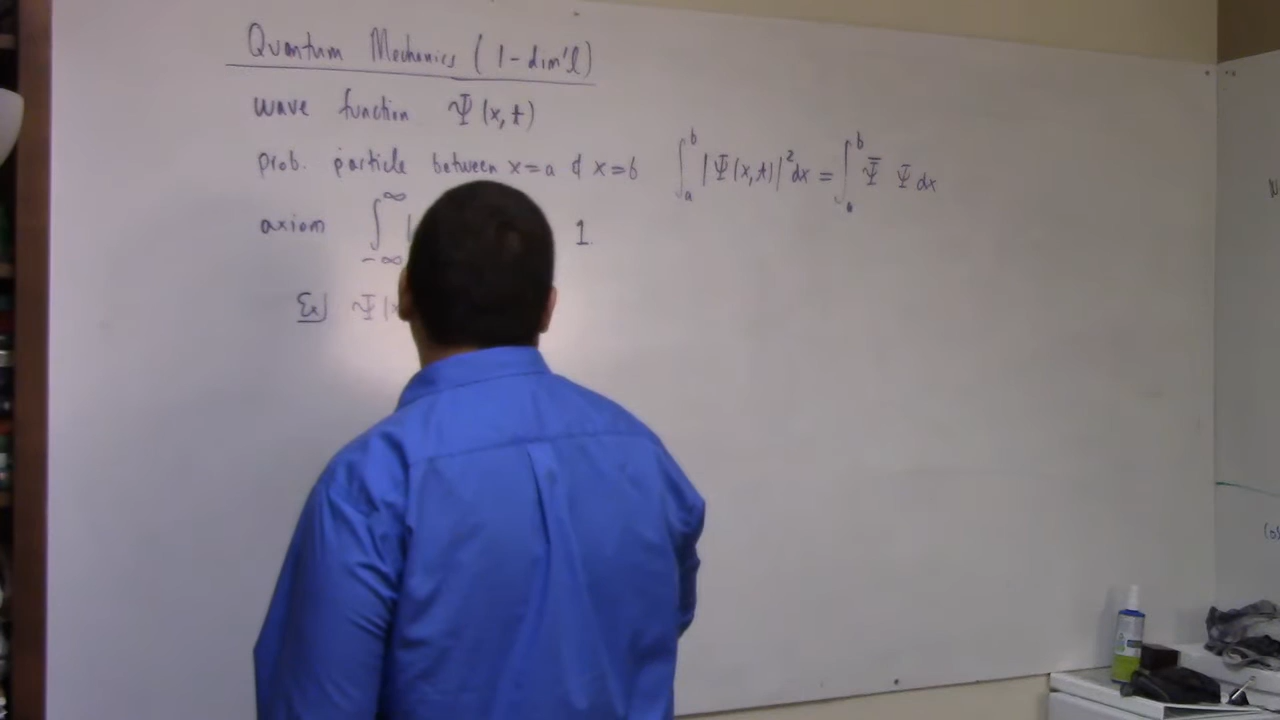 Quantum Mechanics (1-dim'l)
wave function Ψ(x,t)
prob. particle between x=a & x=b ∫_a^b |Ψ(x,t)|² dx = ∫_a^b Ψ̄ Ψ dx
axiom ∫_{-∞}^{∞} | 1
Ex] Ψ(x